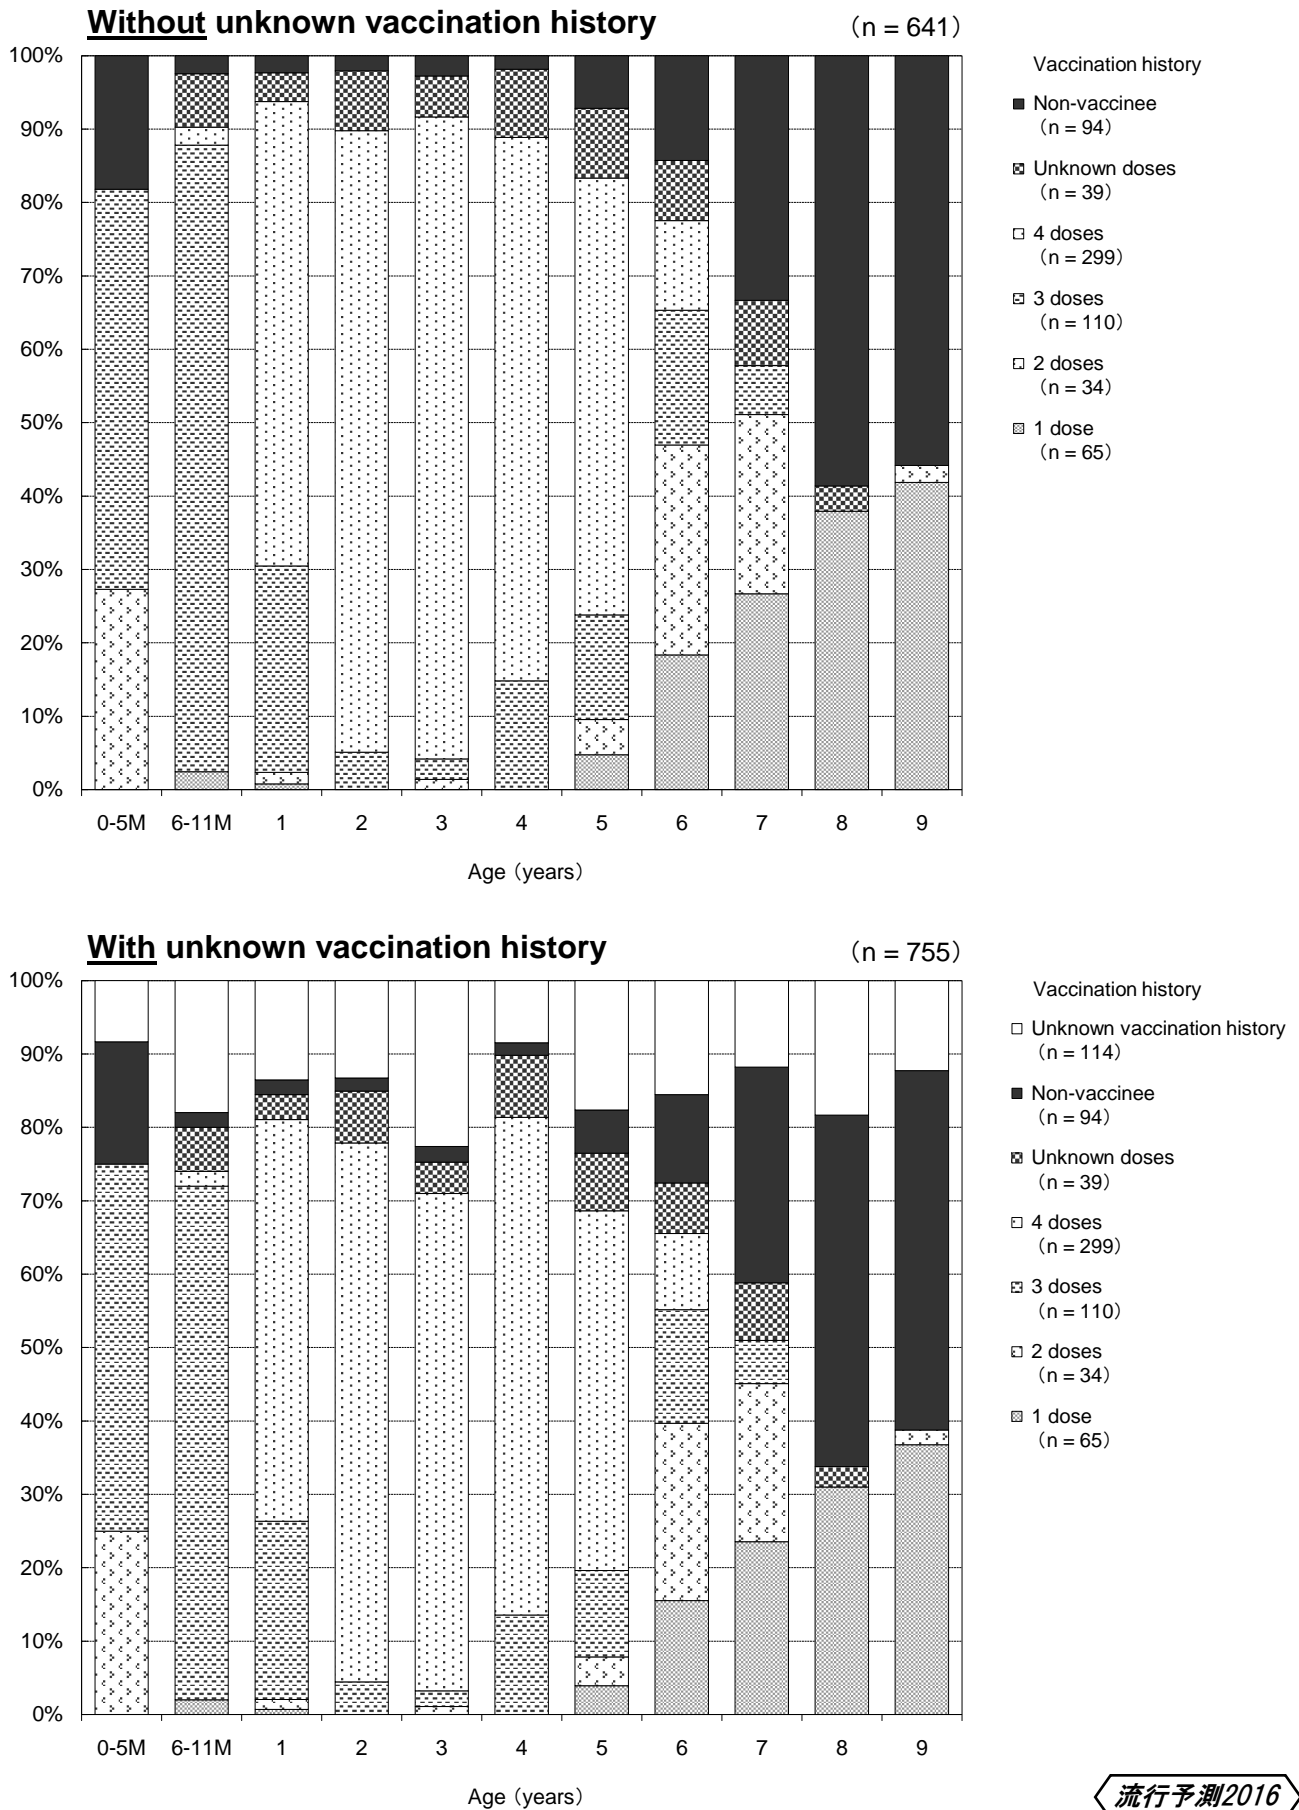 Without unknown vaccination history (n = 641)
Vaccination history
Non-vaccinee
(n = 94)
Unknown doses
(n = 39)
4 doses
(n = 299)
3 doses
(n = 110)
2 doses
(n = 34)
1 dose
(n = 65)
100%
90%
80%
70%
60%
50%
40%
30%
20%
10%
0%
0-5M 6-11M 1 2 3 4 5 6 7 8 9
Age (years)
With unknown vaccination history (n = 755)
Vaccination history
Unknown vaccination history
(n = 114)
Non-vaccinee
(n = 94)
Unknown doses
(n = 39)
4 doses
(n = 299)
3 doses
(n = 110)
2 doses
(n = 34)
1 dose
(n = 65)
100%
90%
80%
70%
60%
50%
40%
30%
20%
10%
0%
0-5M 6-11M 1 2 3 4 5 6 7 8 9
Age (years)
流行予測2016